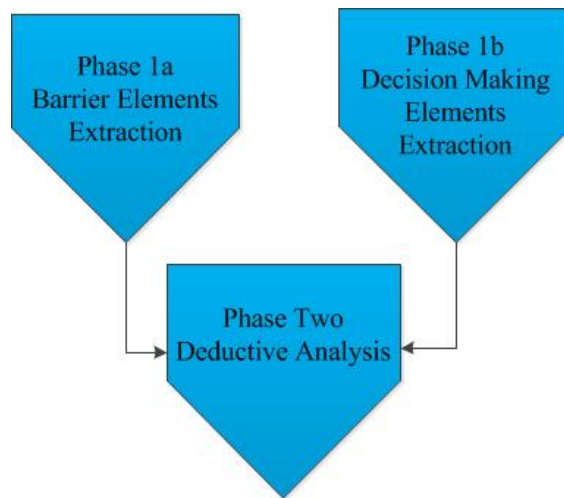 Phase 1a
Barrier Elements
Extraction
Phase 1b
Decision Making
Elements
Extraction
Phase Two
Deductive Analysis